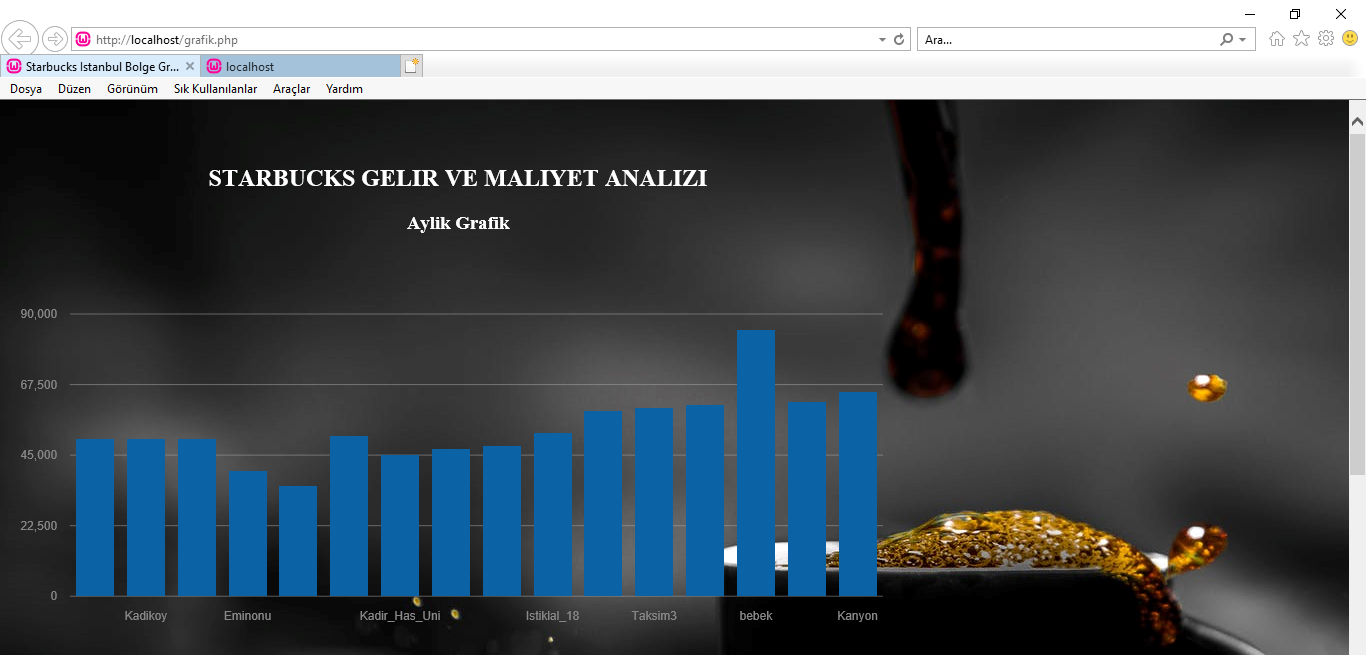 http://localhost/grafik.php
Ara...
Starbucks Istanbul Bolge Gr...
localhost
Dosya Düzen Görünüm Sık Kullanılanlar Araçlar Yardım
STARBUCKS GELIR VE MALIYET ANALIZI
Aylik Grafik
90,000
67,500
45,000
22,500
0
Kadikoy Eminonu Kadir_Has_Uni Istiklal_18 Taksim3 bebek Kanyon